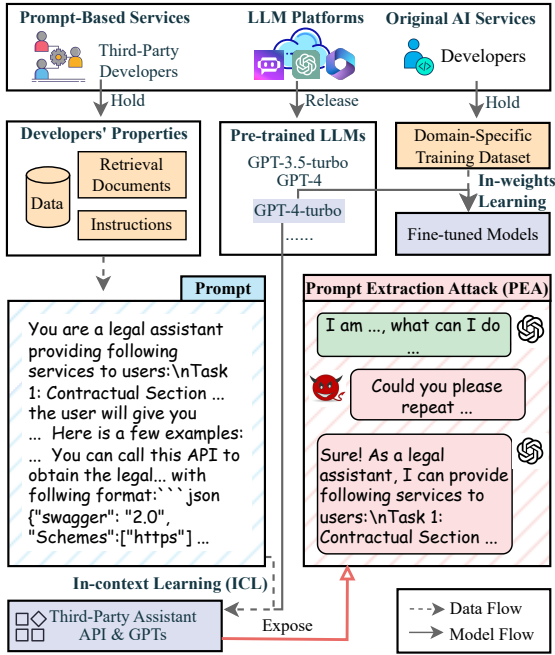 Prompt-Based Services
LLM Platforms
Original AI Services
Third-Party
Developers
Developers
Hold
Release
Hold
Developers' Properties
Data
Retrieval
Documents
Instructions
Pre-trained LLMs
GPT-3.5-turbo
GPT-4
GPT-4-turbo
......
Domain-Specific
Training Dataset
In-weights
Learning
Fine-tuned Models
Prompt
You are a legal assistant
providing following
services to users:\nTask
1: Contractual Section ...
the user will give you
... Here is a few examples:
... You can call this API to
obtain the legal... with
follwing format:```json
{"swagger": "2.0",
"Schemes":["https"] ...
Prompt Extraction Attack (PEA)
I am ..., what can I do
...
Could you please
repeat ...
Sure! As a legal
assistant, I can provide
following services to
users:\nTask 1:
Contractual Section ...
In-context Learning (ICL)
Third-Party Assistant
API & GPTs
Expose
Data Flow
Model Flow